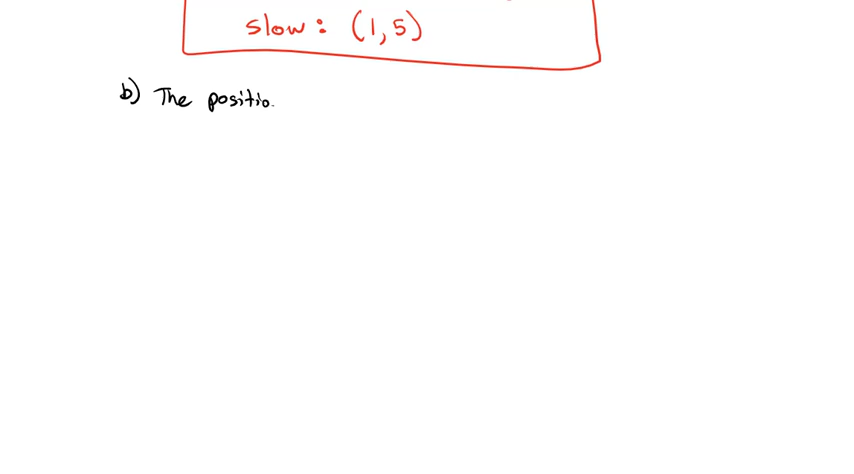 slow: (1,5)
b) The positio